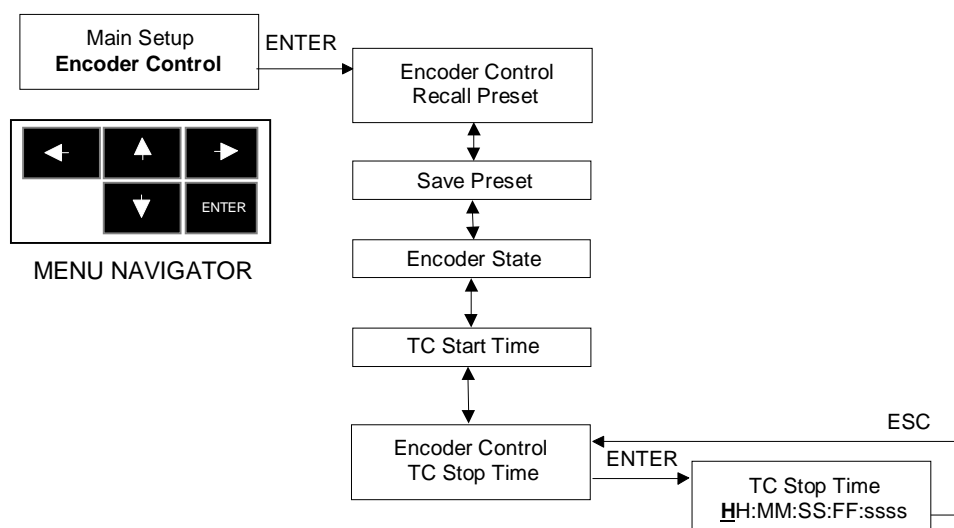 Main Setup
Encoder Control
ENTER
Encoder Control
Recall Preset
ENTER
MENU NAVIGATOR
Save Preset
Encoder State
TC Start Time
Encoder Control
TC Stop Time
ESC
ENTER
TC Stop Time
HH:MM:SS:FF:ssss